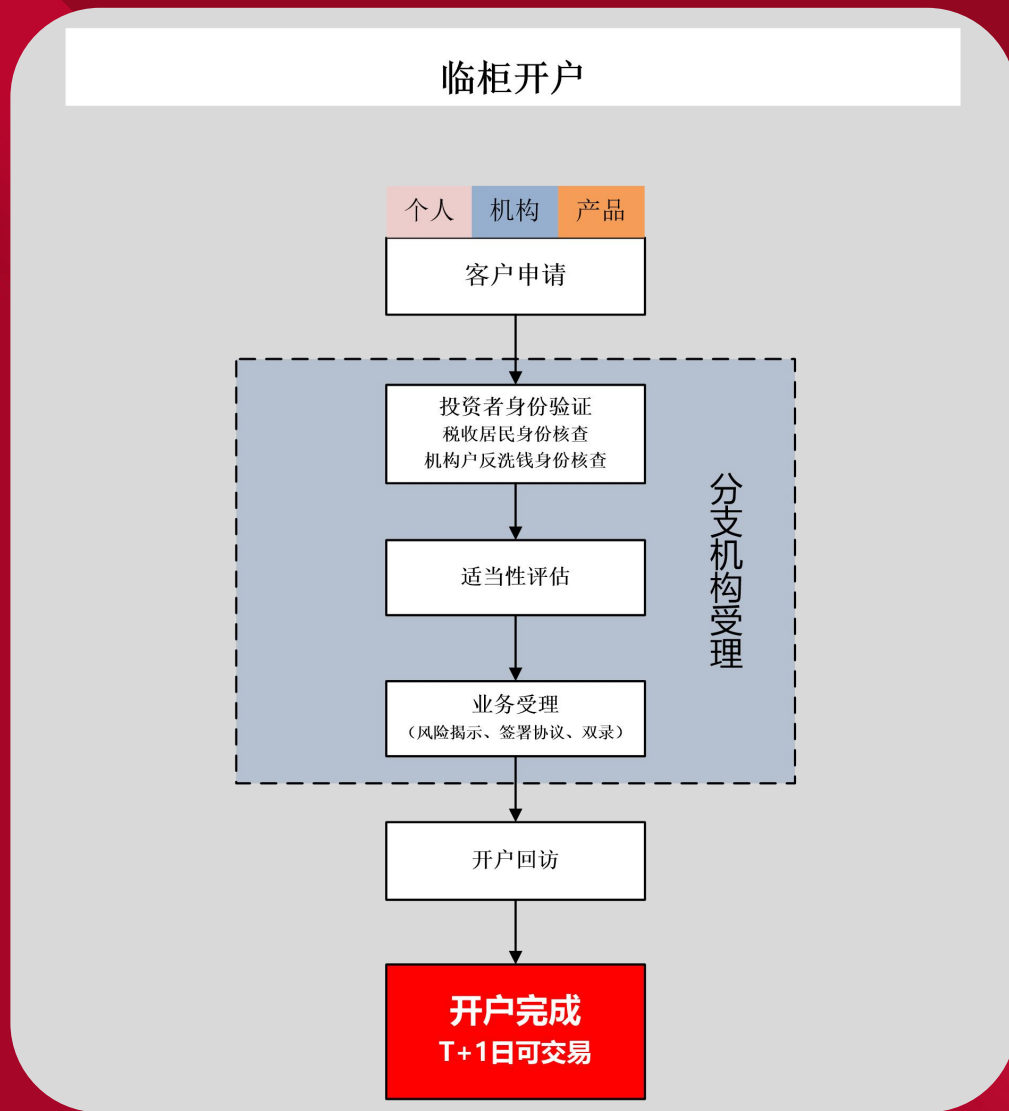 临柜开户
个人 机构 产品
客户申请
投资者身份验证
税收居民身份核查
机构户反洗钱身份核查
适当性评估
业务受理
（风险揭示、签署协议、双录）
分支机构受理
开户回访
开户完成
T+1日可交易